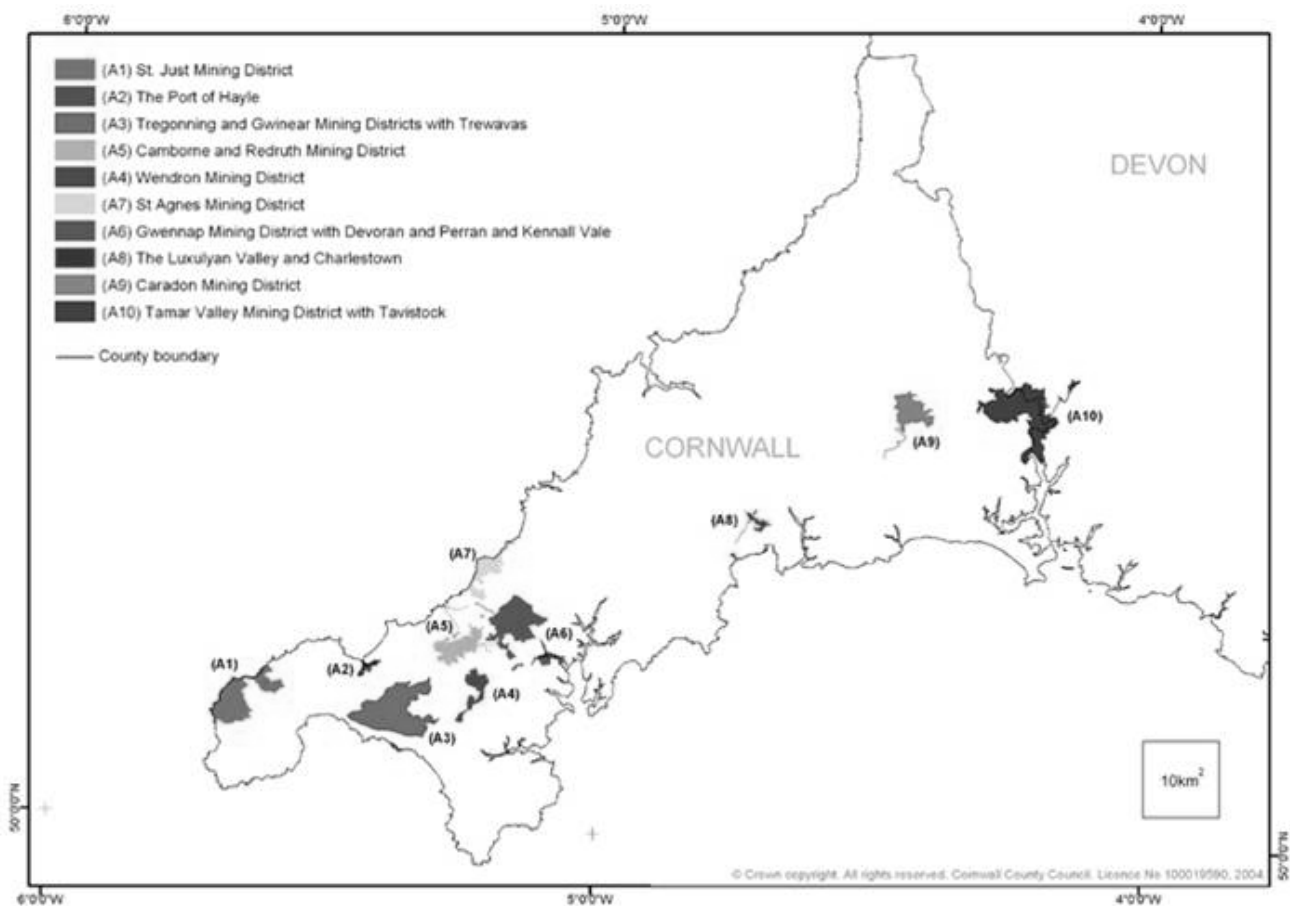 6°0'0"W 5°0'0"W 4°0'0"W
(A1) St. Just Mining District
(A2) The Port of Hayle
(A3) Tregonning and Gwinear Mining Districts with Trewavas
(A5) Camborne and Redruth Mining District
(A4) Wendron Mining District
(A7) St Agnes Mining District
(A6) Gwennap Mining District with Devoran and Perran and Kennall Vale
(A8) The Luxulyan Valley and Charlestown
(A9) Caradon Mining District
(A10) Tamar Valley Mining District with Tavistock
County boundary
DEVON
CORNWALL
(A10)
(A9)
(A8)
(A7)
(A5)
(A6)
(A1)
(A2)
(A4)
(A3)
10km²
50°0'0"N
50°0'0"N
© Crown copyright. All rights reserved. Cornwall County Council. Licence No 100019590, 2004
6°0'0"W 5°0'0"W 4°0'0"W